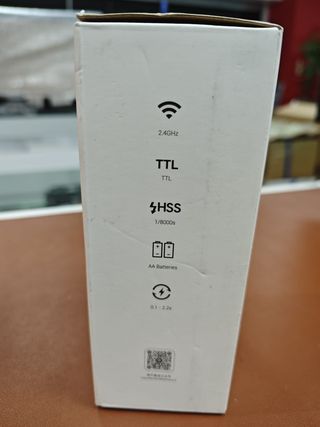 2.4GHz
TTL
TTL
HSS
1/8000s
AA Batteries
0.1 - 2.2s